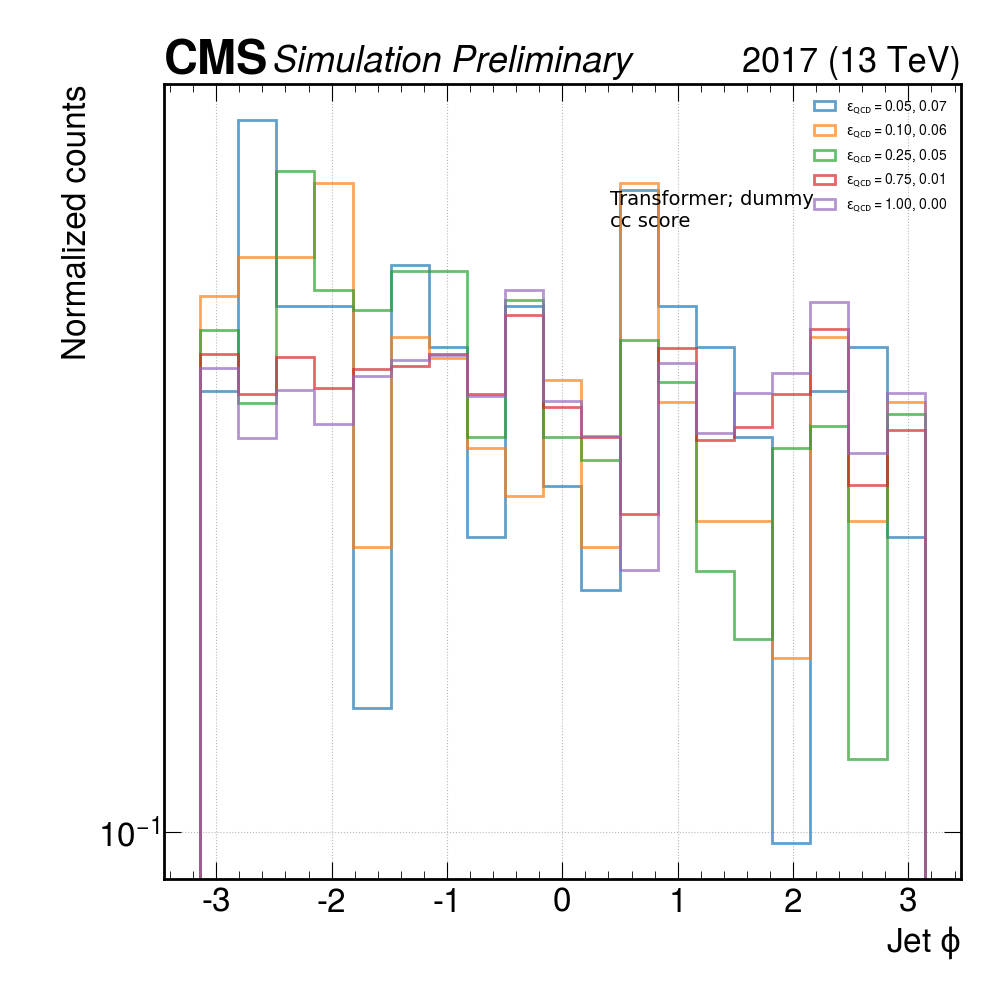 CMS Simulation Preliminary 2017 (13 TeV)
Normalized counts
ε_QCD = 0.05, 0.07
ε_QCD = 0.10, 0.06
ε_QCD = 0.25, 0.05
ε_QCD = 0.75, 0.01
ε_QCD = 1.00, 0.00
Transformer; dummy
cc score
10⁻¹
-3 -2 -1 0 1 2 3
Jet ϕ